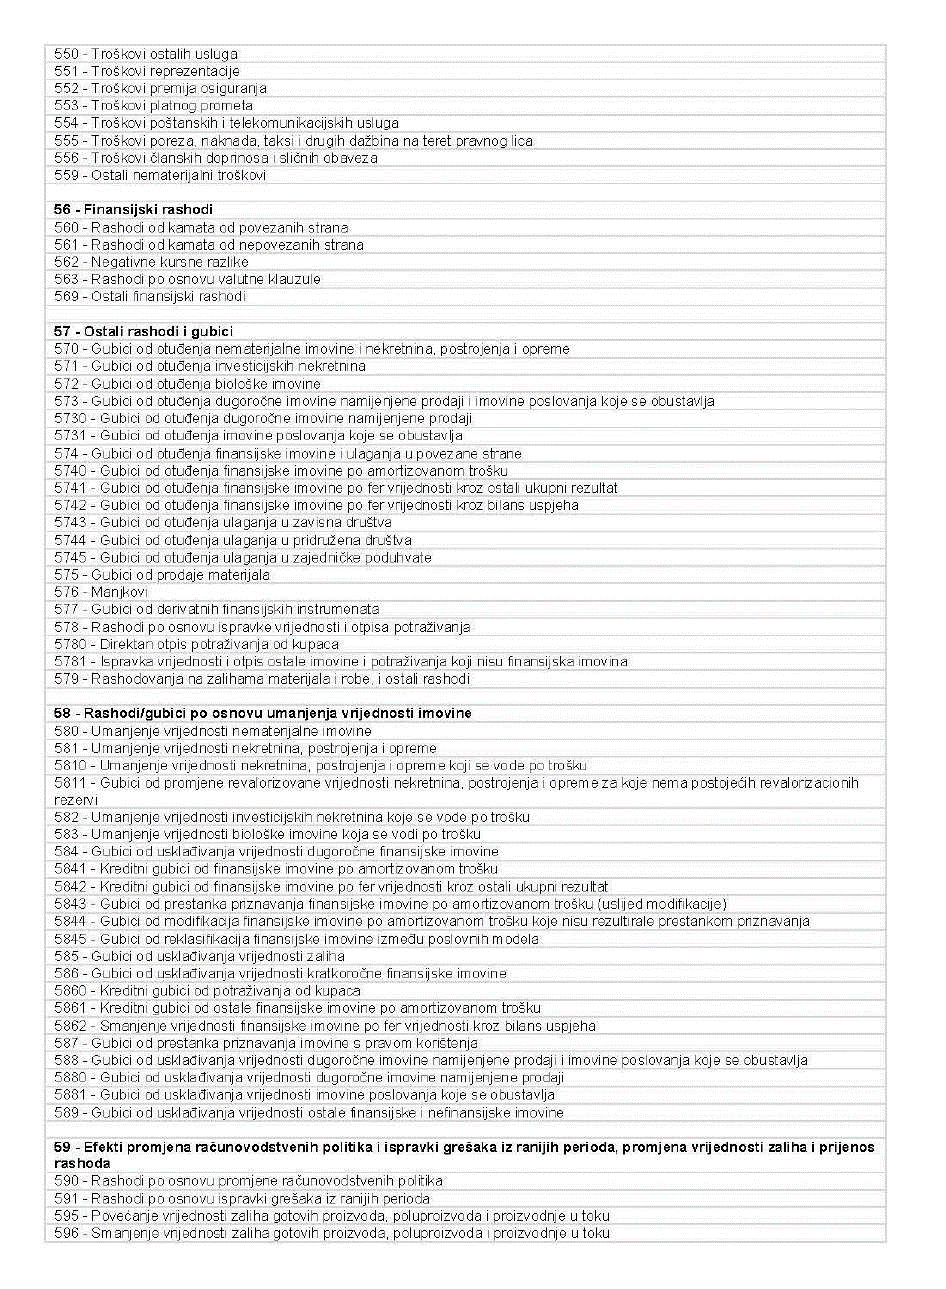 550 - Troškovi ostalih usluga
551 - Troškovi reprezentacije
552 - Troškovi premija osiguranja
553 - Troškovi platnog prometa
554 - Troškovi poštanskih i telekomunikacijskih usluga
555 - Troškovi poreza, naknada, taksi i drugih dažbina na teret pravnog lica
556 - Troškovi članskih doprinosa i sličnih obaveza
559 - Ostali nematerijalni troškovi
56 - Finansijski rashodi
560 - Rashodi od kamata od povezanih strana
561 - Rashodi od kamata od nepovezanih strana
562 - Negativne kursne razlike
563 - Rashodi po osnovu valutne klauzule
569 - Ostali finansijski rashodi
57 - Ostali rashodi i gubici
570 - Gubici od otuđenja nematerijalne imovine i nekretnina, postrojenja i opreme
571 - Gubici od otuđenja investicijskih nekretnina
572 - Gubici od otuđenja biološke imovine
573 - Gubici od otuđenja dugoročne imovine namijenjene prodaji i imovine poslovanja koje se obustavlja
5730 - Gubici od otuđenja dugoročne imovine namijenjene prodaji
5731 - Gubici od otuđenja imovine poslovanja koje se obustavlja
574 - Gubici od otuđenja finansijske imovine i ulaganja u povezane strane
5740 - Gubici od otuđenja finansijske imovine po amortizovanom trošku
5741 - Gubici od otuđenja finansijske imovine po fer vrijednosti kroz ostali ukupni rezultat
5742 - Gubici od otuđenja finansijske imovine po fer vrijednosti kroz bilans uspjeha
5743 - Gubici od otuđenja ulaganja u zavisna društva
5744 - Gubici od otuđenja ulaganja u pridružena društva
5745 - Gubici od otuđenja ulaganja u zajedničke poduhvate
575 - Gubici od prodaje materijala
576 - Manjkovi
577 - Gubici od derivatnih finansijskih instrumenata
578 - Rashodi po osnovu ispravke vrijednosti i otpisa potraživanja
5780 - Direktan otpis potraživanja od kupaca
5781 - Ispravka vrijednosti i otpis ostale imovine i potraživanja koji nisu finansijska imovina
579 - Rashodovanja na zalihama materijala i robe, i ostali rashodi
58 - Rashodi/gubici po osnovu umanjenja vrijednosti imovine
580 - Umanjenje vrijednosti nematerijalne imovine
581 - Umanjenje vrijednosti nekretnina, postrojenja i opreme
5810 - Umanjenje vrijednosti nekretnina, postrojenja i opreme koji se vode po trošku
5811 - Gubici od promjene revalorizovane vrijednosti nekretnina, postrojenja i opreme za koje nema postojećih revalorizacionih
rezervi
582 - Umanjenje vrijednosti investicijskih nekretnina koje se vode po trošku
583 - Umanjenje vrijednosti biološke imovine koja se vodi po trošku
584 - Gubici od usklađivanja vrijednosti dugoročne finansijske imovine
5841 - Kreditni gubici od finansijske imovine po amortizovanom trošku
5842 - Kreditni gubici od finansijske imovine po fer vrijednosti kroz ostali ukupni rezultat
5843 - Gubici od prestanka priznavanja finansijske imovine po amortizovanom trošku (uslijed modifikacije)
5844 - Gubici od modifikacija finansijske imovine po amortizovanom trošku koje nisu rezultirale prestankom priznavanja
5845 - Gubici od reklasifikacija finansijske imovine između poslovnih modela
585 - Gubici od usklađivanja vrijednosti zaliha
586 - Gubici od usklađivanja vrijednosti kratkoročne finansijske imovine
5860 - Kreditni gubici od potraživanja od kupaca
5861 - Kreditni gubici od ostale finansijske imovine po amortizovanom trošku
5862 - Smanjenje vrijednosti finansijske imovine po fer vrijednosti kroz bilans uspjeha
587 - Gubici od prestanka priznavanja imovine s pravom korištenja
588 - Gubici od usklađivanja vrijednosti dugoročne imovine namijenjene prodaji i imovine poslovanja koje se obustavlja
5880 - Gubici od usklađivanja vrijednosti dugoročne imovine namijenjene prodaji
5881 - Gubici od usklađivanja vrijednosti imovine poslovanja koje se obustavlja
589 - Gubici od usklađivanja vrijednosti ostale finansijske i nefinansijske imovine
59 - Efekti promjena računovodstvenih politika i ispravki grešaka iz ranijih perioda, promjena vrijednosti zaliha i prijenos
rashoda
590 - Rashodi po osnovu promjene računovodstvenih politika
591 - Rashodi po osnovu ispravki grešaka iz ranijih perioda
595 - Povećanje vrijednosti zaliha gotovih proizvoda, poluproizvoda i proizvodnje u toku
596 - Smanjenje vrijednosti zaliha gotovih proizvoda, poluproizvoda i proizvodnje u toku